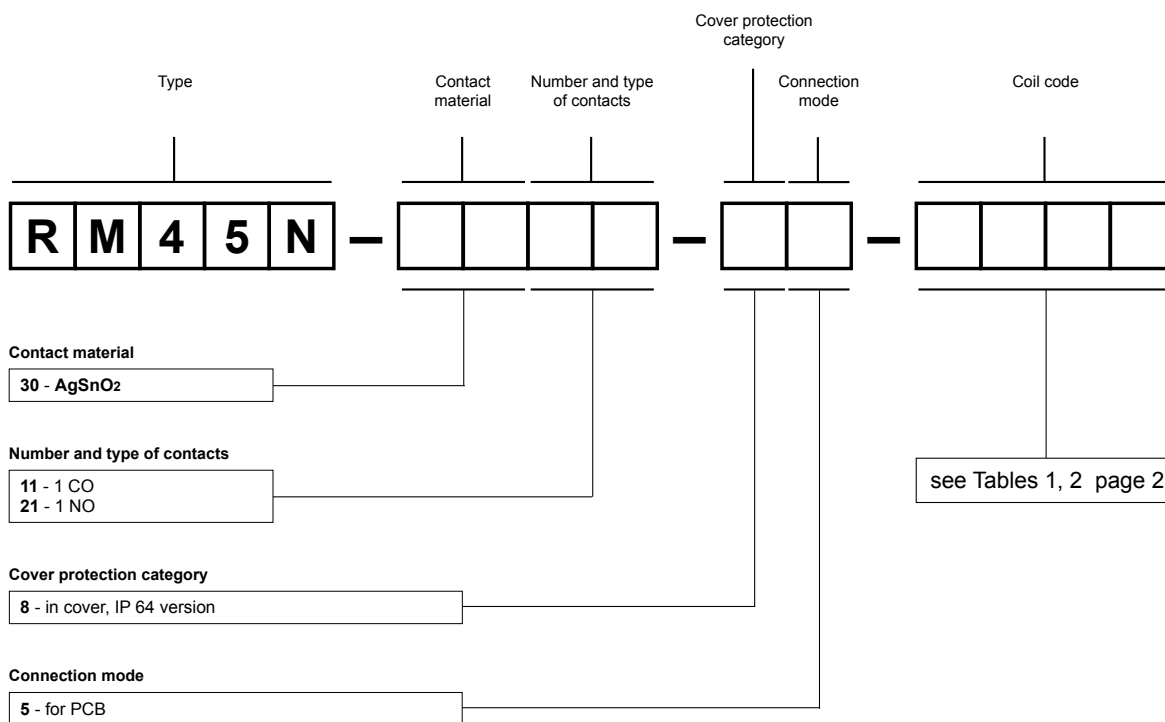 Cover protection
category
Type
Contact
material
Number and type
of contacts
Connection
mode
Coil code
R M 4 5 N – – –
Contact material
30 - AgSnO2
Number and type of contacts
11 - 1 CO
21 - 1 NO
see Tables 1, 2 page 2
Cover protection category
8 - in cover, IP 64 version
Connection mode
5 - for PCB